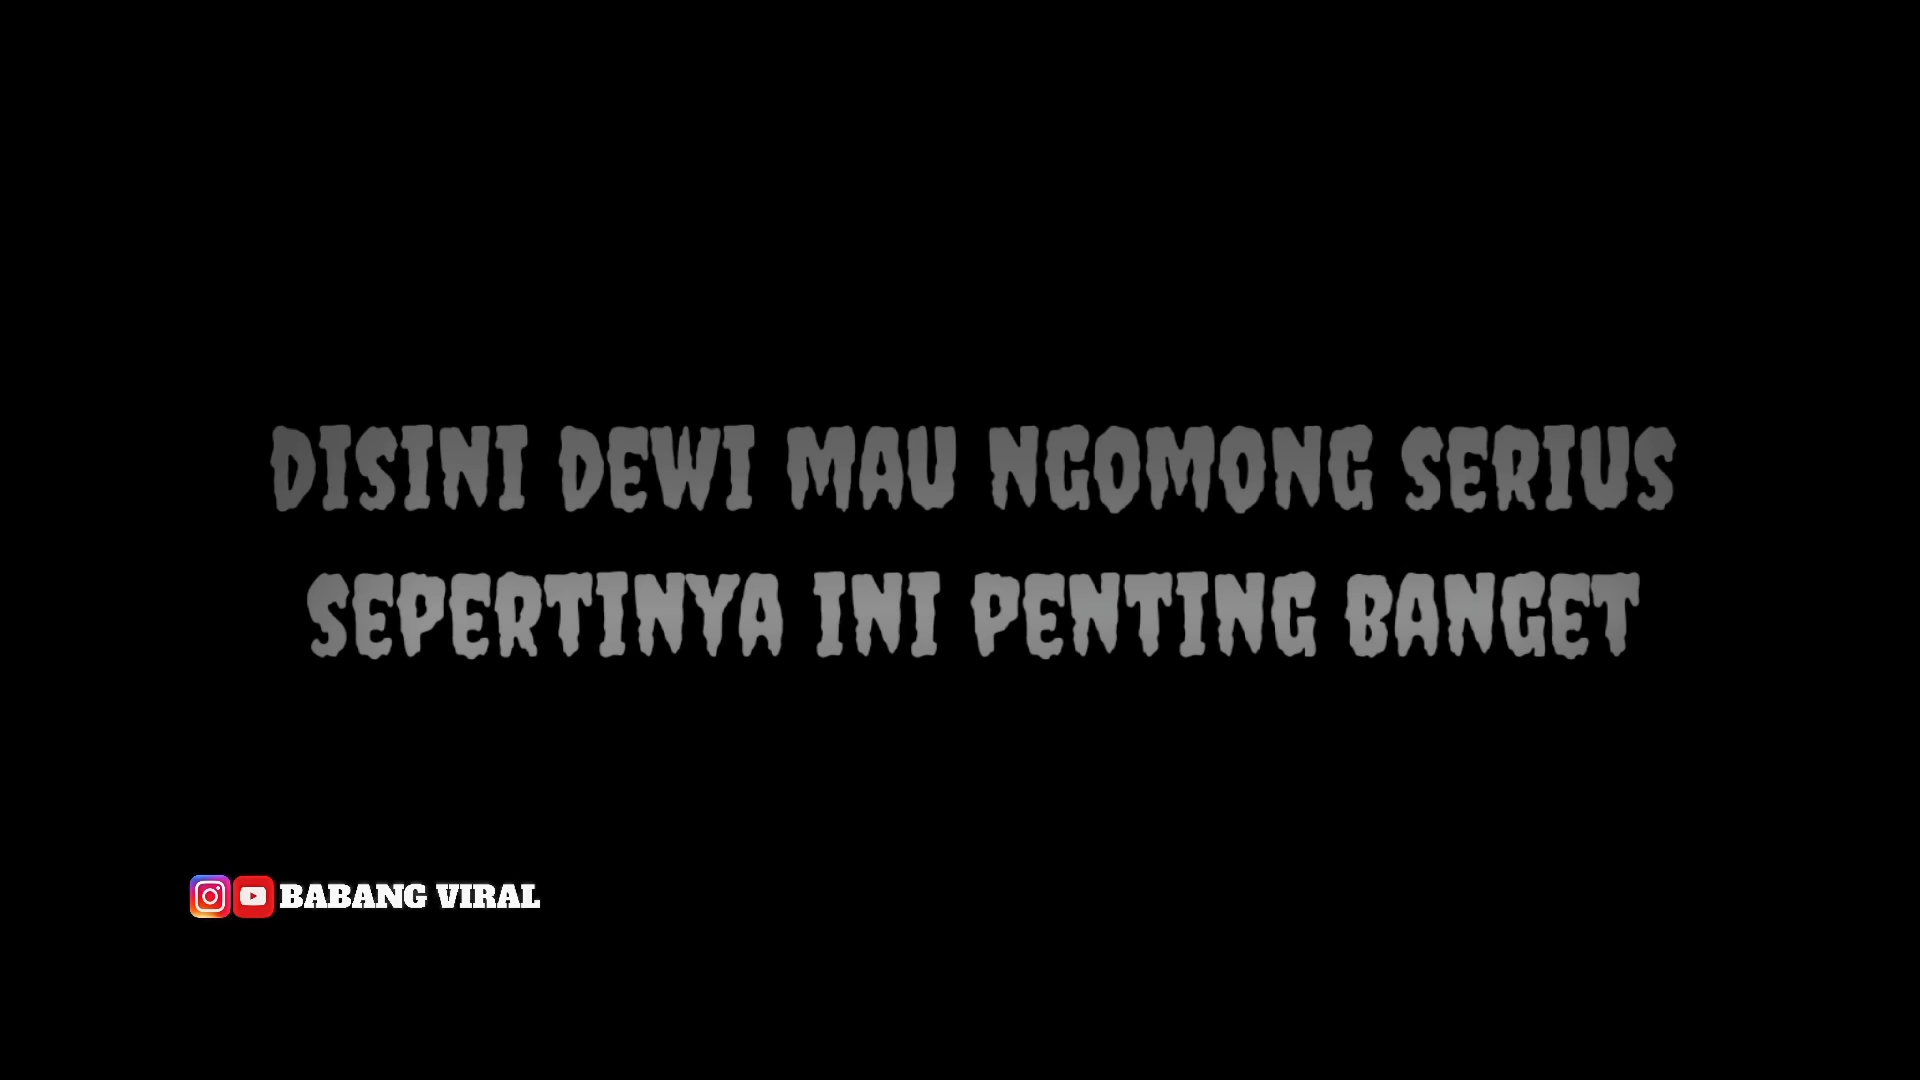 DISINI DEWI MAU NGOMONG SERIUS
SEPERTINYA INI PENTING BANGET
BABANG VIRAL